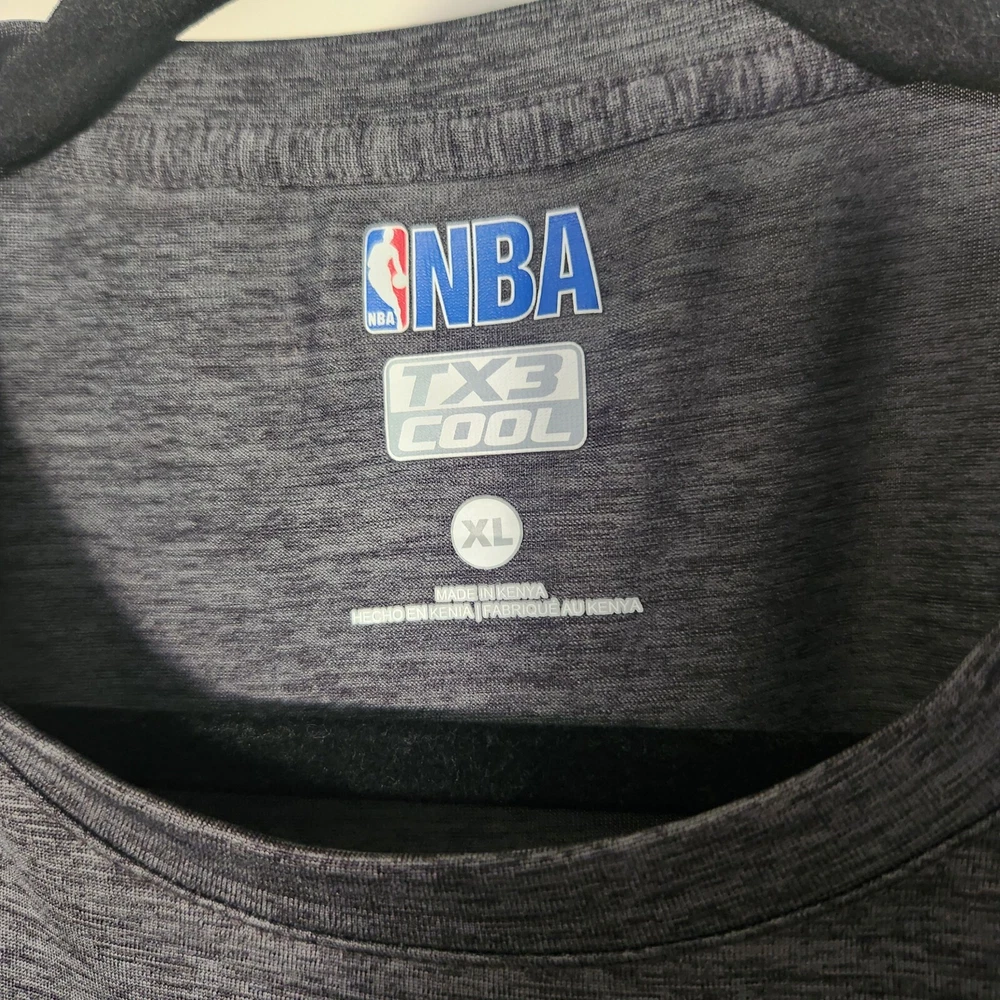 NBA NBA
TX3
COOL
XL
MADE IN KENYA
HECHO EN KENIA | FABRIQUÉ AU KENYA